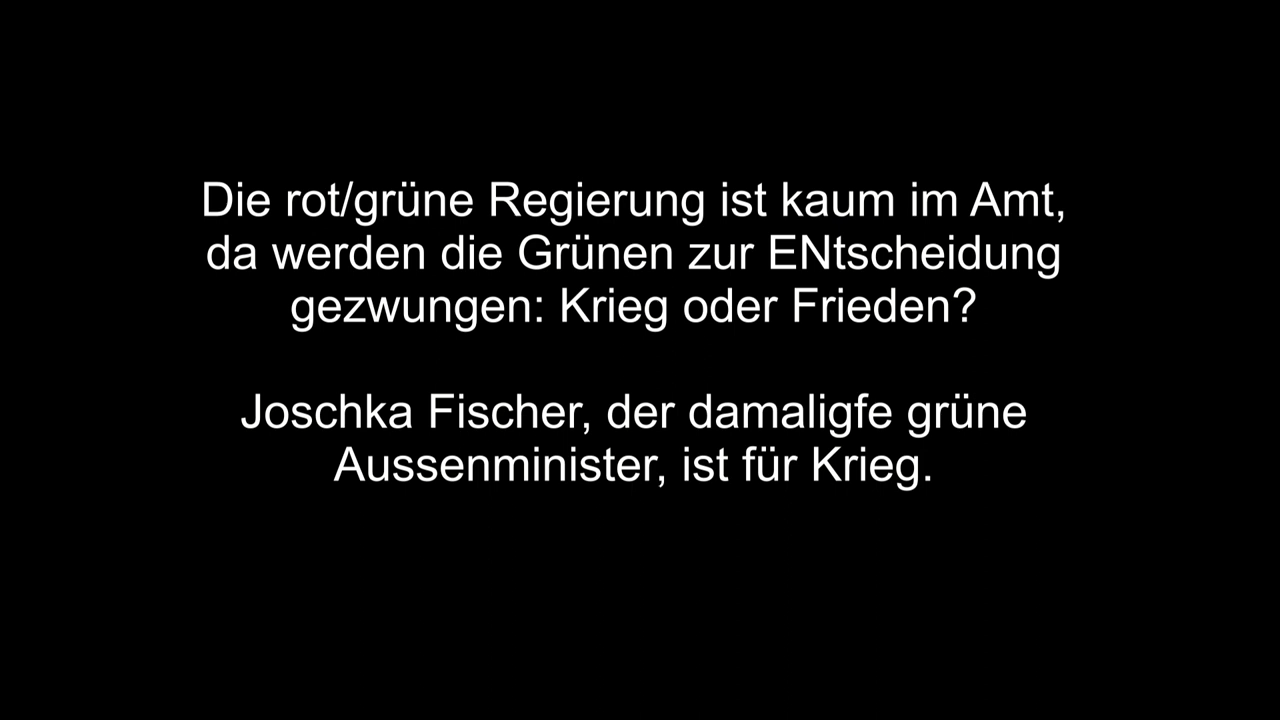 Die rot/grüne Regierung ist kaum im Amt,
da werden die Grünen zur ENtscheidung
gezwungen: Krieg oder Frieden?
Joschka Fischer, der damaligfe grüne
Aussenminister, ist für Krieg.